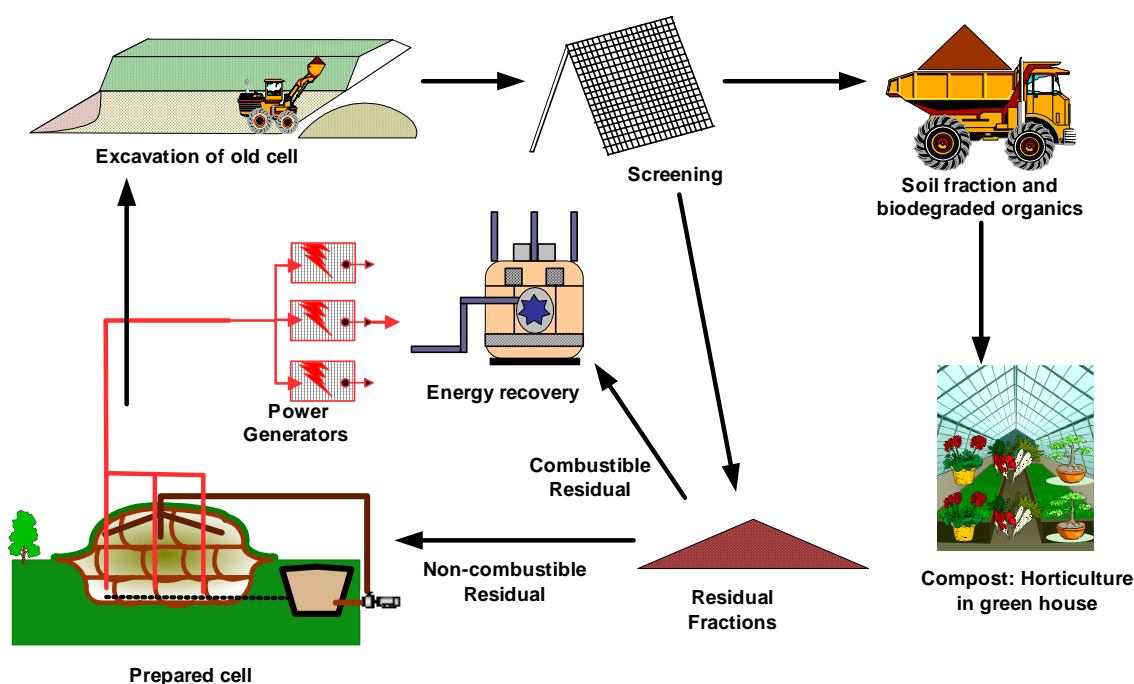 Excavation of old cell
Screening
Soil fraction and
biodegraded organics
Power
Generators
Energy recovery
Combustible
Residual
Non-combustible
Residual
Residual
Fractions
Compost: Horticulture
in green house
Prepared cell